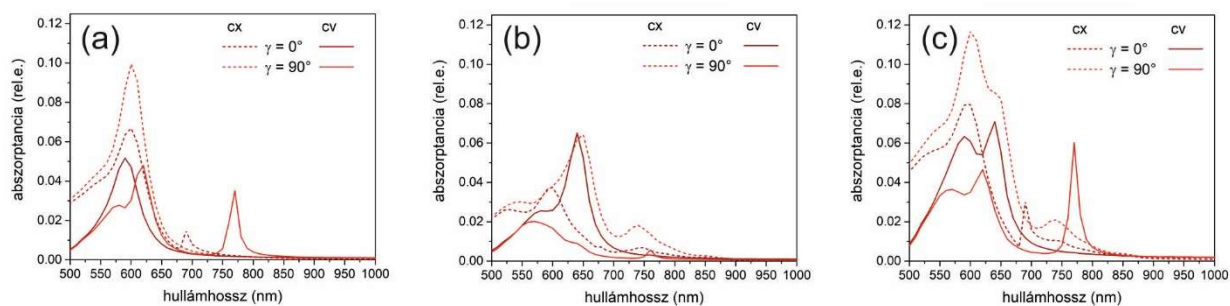 (a)
cx cv
γ = 0°
γ = 90°
abszorptancia (rel.e.)
0.12
0.10
0.08
0.06
0.04
0.02
0.00
500 550 600 650 700 750 800 850 900 950 1000
hullámhossz (nm)
(b)
cx cv
γ = 0°
γ = 90°
abszorptancia (rel.e.)
0.12
0.10
0.08
0.06
0.04
0.02
0.00
500 550 600 650 700 750 800 850 900 950 1000
hullámhossz (nm)
(c)
cx cv
γ = 0°
γ = 90°
abszorptancia (rel.e.)
0.12
0.10
0.08
0.06
0.04
0.02
0.00
500 550 600 650 700 750 800 850 900 950 1000
hullámhossz (nm)